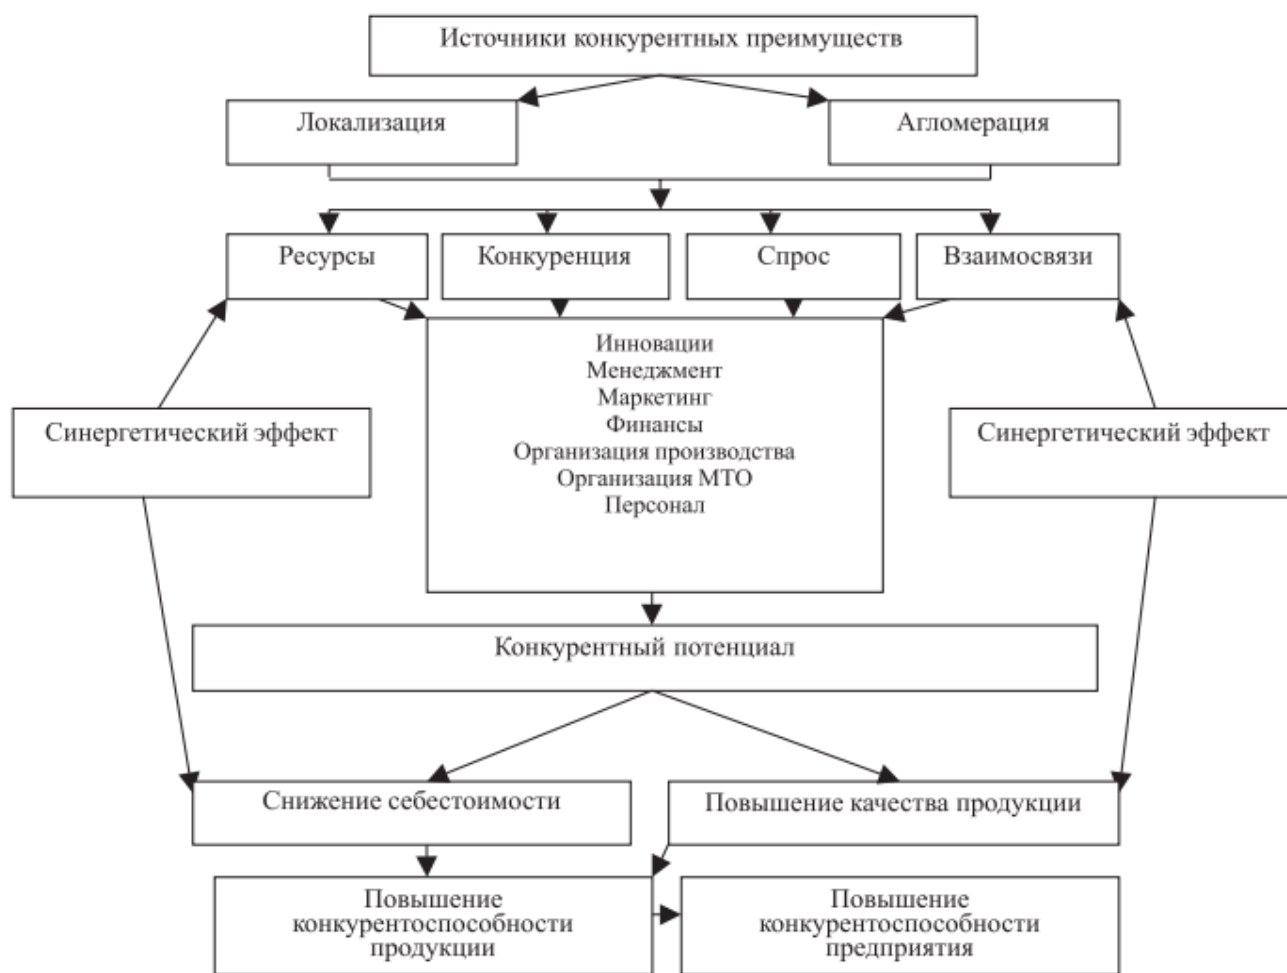 Источники конкурентных преимуществ
Локализация
Агломерация
Ресурсы
Конкуренция
Спрос
Взаимосвязи
Инновации
Менеджмент
Маркетинг
Финансы
Организация производства
Организация МТО
Персонал
Синергетический эффект
Синергетический эффект
Конкурентный потенциал
Снижение себестоимости
Повышение качества продукции
Повышение
конкурентоспособности
продукции
Повышение
конкурентоспособности
предприятия